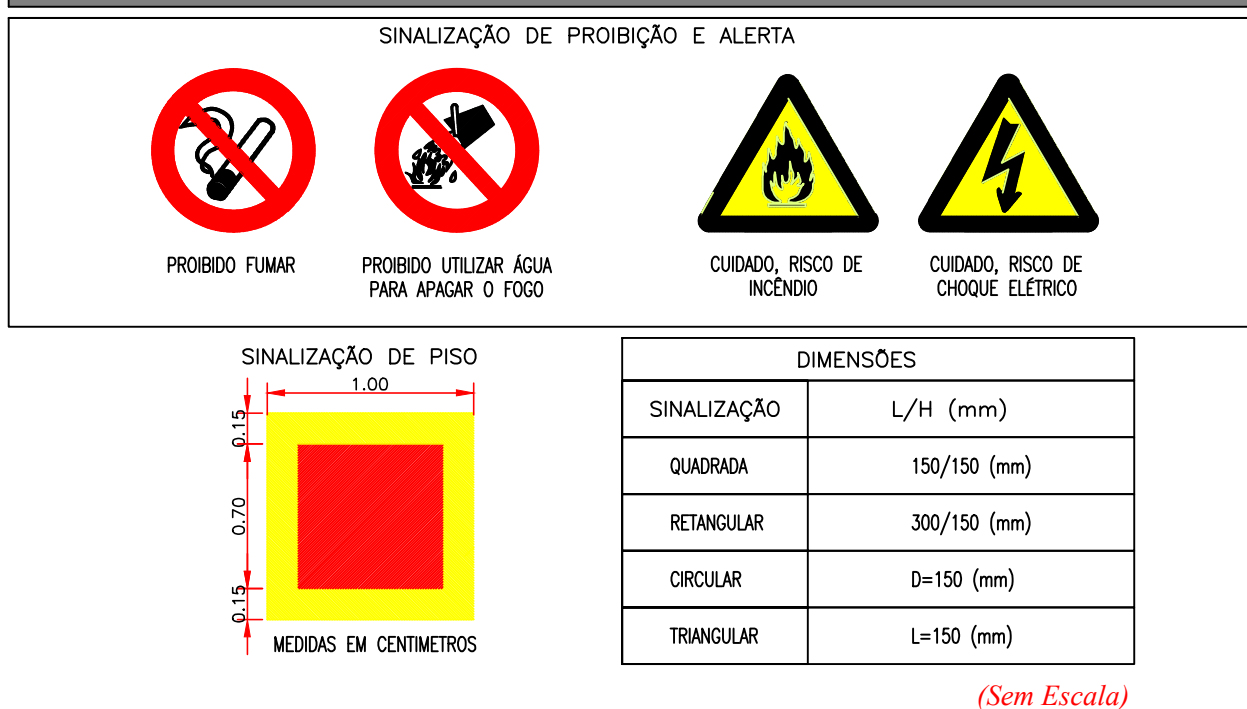 SINALIZAÇÃO DE PROIBIÇÃO E ALERTA
PROIBIDO FUMAR
PROIBIDO UTILIZAR ÁGUA
PARA APAGAR O FOGO
CUIDADO, RISCO DE
INCÊNDIO
CUIDADO, RISCO DE
CHOQUE ELÉTRICO
SINALIZAÇÃO DE PISO
1.00
0.15
0.70
0.15
MEDIDAS EM CENTIMETROS
DIMENSÕES
SINALIZAÇÃO L/H (mm)
QUADRADA 150/150 (mm)
RETANGULAR 300/150 (mm)
CIRCULAR D=150 (mm)
TRIANGULAR L=150 (mm)
(Sem Escala)